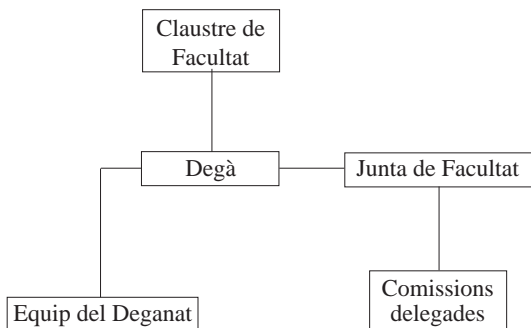 Claustre de
Facultat
Degà
Junta de Facultat
Equip del Deganat
Comissions
delegades